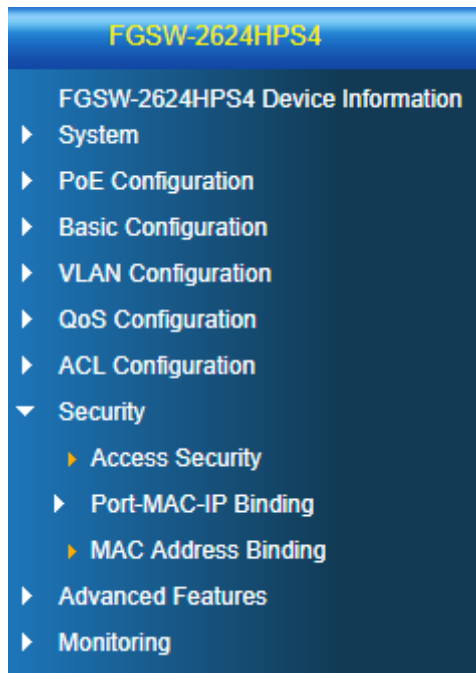 FGSW-2624HPS4
FGSW-2624HPS4 Device Information
System
PoE Configuration
Basic Configuration
VLAN Configuration
QoS Configuration
ACL Configuration
Security
Access Security
Port-MAC-IP Binding
MAC Address Binding
Advanced Features
Monitoring